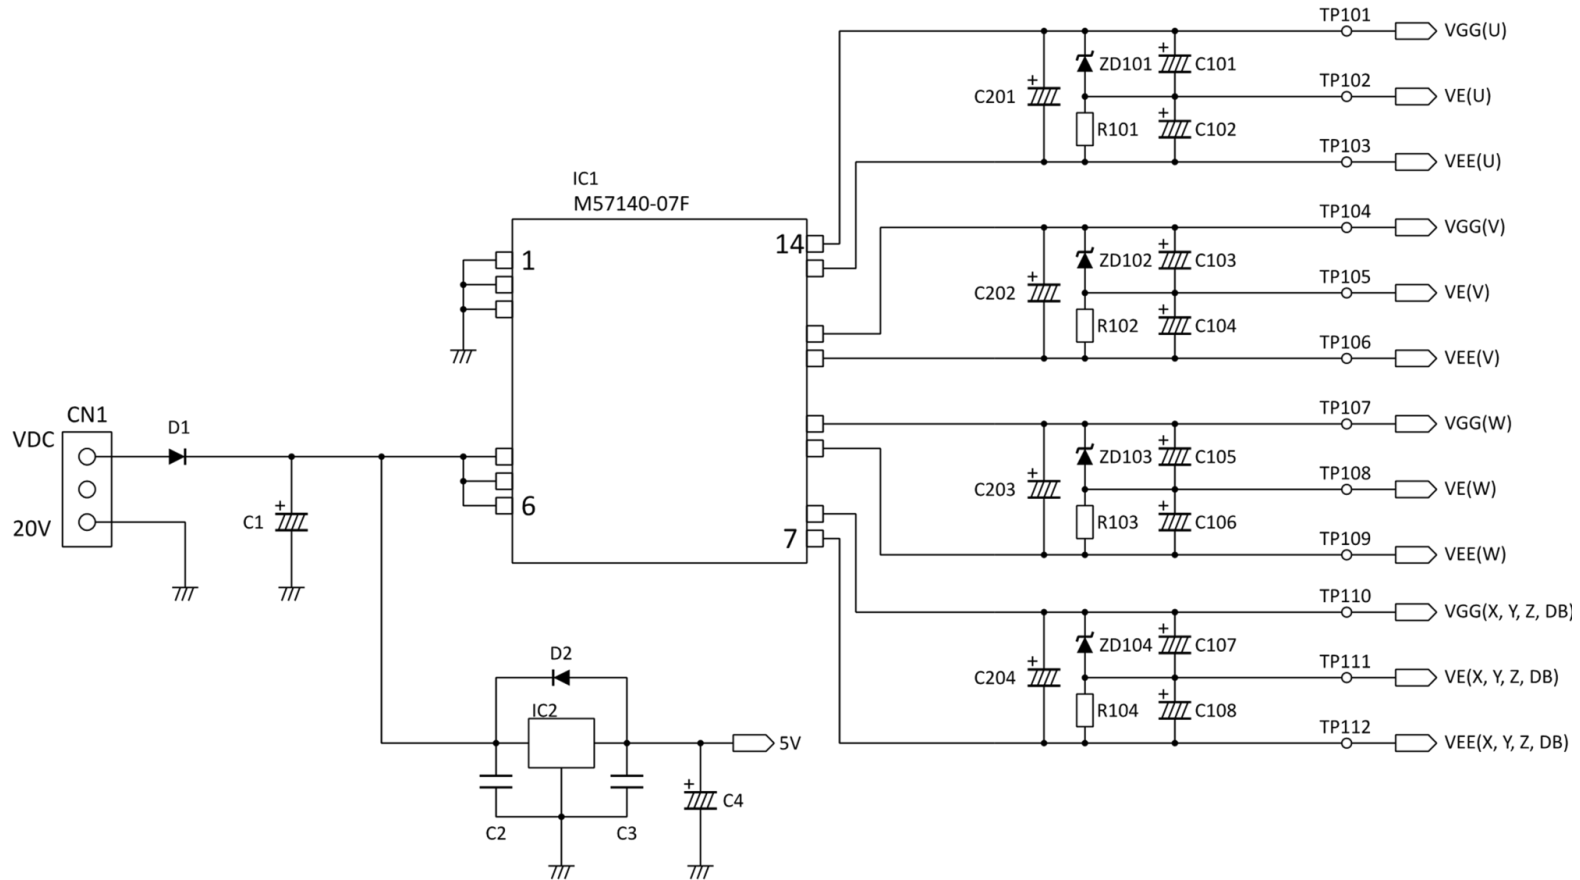 TP101
VGG(U)
ZD101
C101
TP102
C201
VE(U)
R101
C102
TP103
VEE(U)
IC1
M57140-07F
TP104
VGG(V)
14
1
ZD102
C103
TP105
C202
VE(V)
R102
C104
TP106
VEE(V)
CN1
TP107
D1
VGG(W)
VDC
ZD103
C105
TP108
C203
VE(W)
6
20V
C1
R103
C106
7
TP109
VEE(W)
TP110
VGG(X, Y, Z, DB)
D2
ZD104
C107
TP111
C204
VE(X, Y, Z, DB)
IC2
R104
C108
TP112
5V
VEE(X, Y, Z, DB)
C4
C2
C3